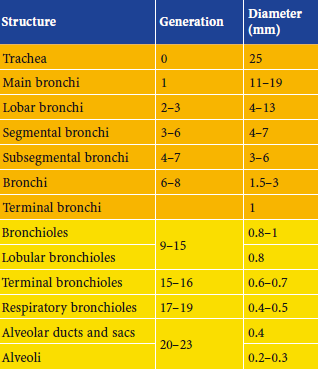 Structure Generation Diameter (mm)
Trachea 0 25
Main bronchi 1 11–19
Lobar bronchi 2–3 4–13
Segmental bronchi 3–6 4–7
Subsegmental bronchi 4–7 3–6
Bronchi 6–8 1.5–3
Terminal bronchi 1
Bronchioles 0.8–1
9–15
Lobular bronchioles 0.8
Terminal bronchioles 15–16 0.6–0.7
Respiratory bronchioles 17–19 0.4–0.5
Alveolar ducts and sacs 0.4
20–23
Alveoli 0.2–0.3